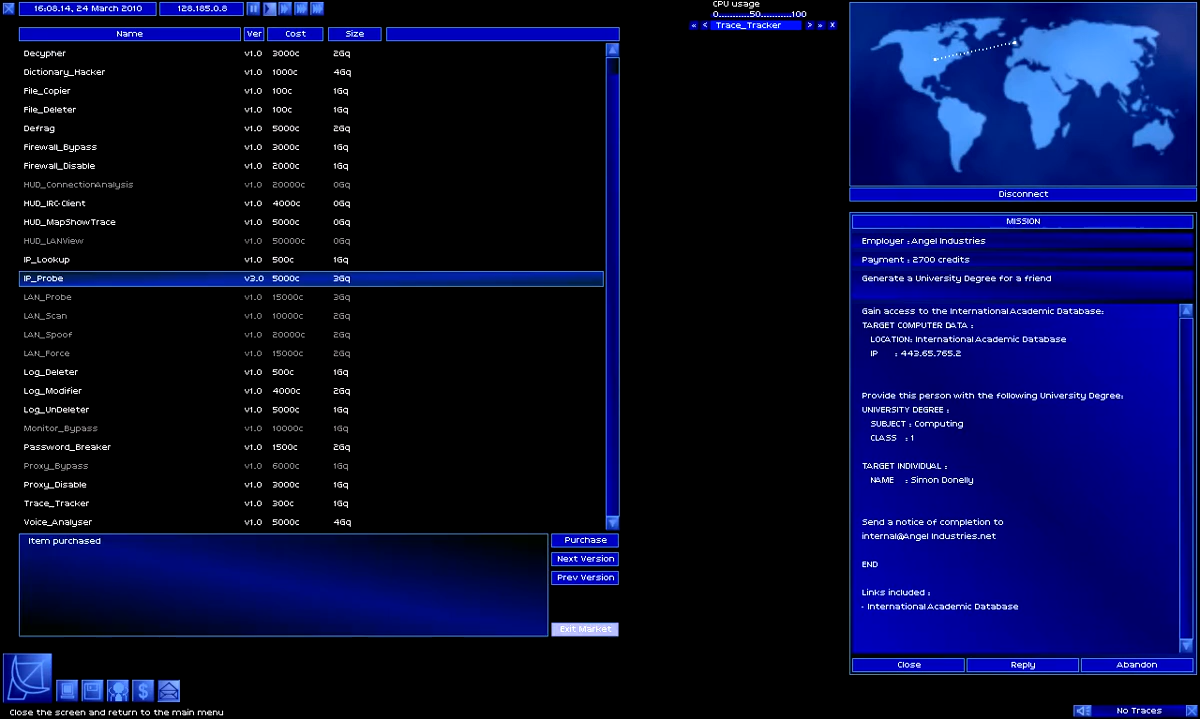 16:08.14, 24 March 2010
128.185.0.8
CPU usage
0...........50...........100
« < Trace_Tracker > » x
Name Ver Cost Size
Decypher v1.0 3000c 2Gq
Dictionary_Hacker v1.0 1000c 4Gq
File_Copier v1.0 100c 1Gq
File_Deleter v1.0 100c 1Gq
Defrag v1.0 5000c 2Gq
Firewall_Bypass v1.0 3000c 1Gq
Firewall_Disable v1.0 2000c 1Gq
HUD_ConnectionAnalysis v1.0 20000c 0Gq
HUD_IRC-Client v1.0 4000c 0Gq
HUD_MapShowTrace v1.0 5000c 0Gq
HUD_LANView v1.0 50000c 0Gq
IP_Lookup v1.0 500c 1Gq
IP_Probe v3.0 5000c 3Gq
LAN_Probe v1.0 15000c 3Gq
LAN_Scan v1.0 10000c 2Gq
LAN_Spoof v1.0 20000c 2Gq
LAN_Force v1.0 15000c 2Gq
Log_Deleter v1.0 500c 1Gq
Log_Modifier v1.0 4000c 2Gq
Log_UnDeleter v1.0 5000c 1Gq
Monitor_Bypass v1.0 10000c 1Gq
Password_Breaker v1.0 1500c 2Gq
Proxy_Bypass v1.0 6000c 1Gq
Proxy_Disable v1.0 3000c 1Gq
Trace_Tracker v1.0 300c 1Gq
Voice_Analyser v1.0 5000c 4Gq
Item purchased
Purchase
Next Version
Prev Version
Exit Market
Close the screen and return to the main menu
Disconnect
MISSION
Employer : Angel Industries
Payment : 2700 credits
Generate a University Degree for a friend
Gain access to the International Academic Database:
TARGET COMPUTER DATA :
LOCATION: International Academic Database
IP : 443.65.765.2
Provide this person with the following University Degree:
UNIVERSITY DEGREE :
SUBJECT : Computing
CLASS : 1
TARGET INDIVIDUAL :
NAME : Simon Donelly
Send a notice of completion to
internal@Angel Industries.net
END
Links included :
- International Academic Database
Close Reply Abandon
No Traces